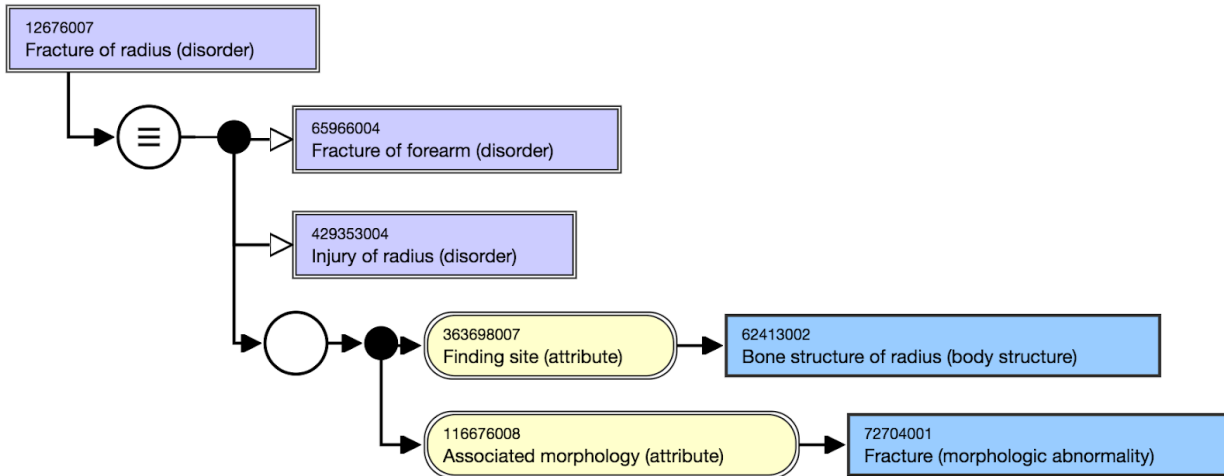 12676007
Fracture of radius (disorder)
65966004
Fracture of forearm (disorder)
429353004
Injury of radius (disorder)
363698007
Finding site (attribute)
62413002
Bone structure of radius (body structure)
116676008
Associated morphology (attribute)
72704001
Fracture (morphologic abnormality)